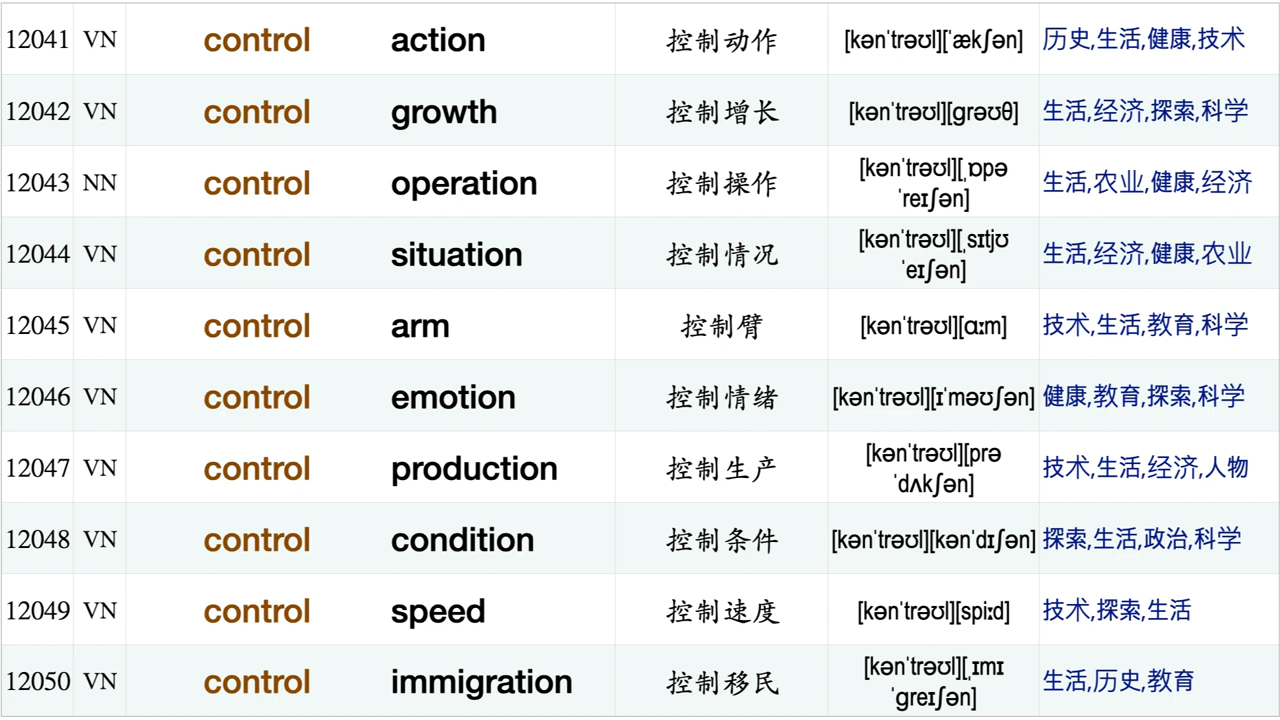 12041 VN control action 控制动作 [kənˈtrəʊl][ˈækʃən] 历史,生活,健康,技术
12042 VN control growth 控制增长 [kənˈtrəʊl][grəʊθ] 生活,经济,探索,科学
12043 NN control operation 控制操作 [kənˈtrəʊl][ˌɒpə
ˈreɪʃən] 生活,农业,健康,经济
12044 VN control situation 控制情况 [kənˈtrəʊl][ˌsɪtjʊ
ˈeɪʃən] 生活,经济,健康,农业
12045 VN control arm 控制臂 [kənˈtrəʊl][ɑːm] 技术,生活,教育,科学
12046 VN control emotion 控制情绪 [kənˈtrəʊl][ɪˈməʊʃən] 健康,教育,探索,科学
12047 VN control production 控制生产 [kənˈtrəʊl][prə
ˈdʌkʃən] 技术,生活,经济,人物
12048 VN control condition 控制条件 [kənˈtrəʊl][kənˈdɪʃən] 探索,生活,政治,科学
12049 VN control speed 控制速度 [kənˈtrəʊl][spiːd] 技术,探索,生活
12050 VN control immigration 控制移民 [kənˈtrəʊl][ˌɪmɪ
ˈgreɪʃən] 生活,历史,教育